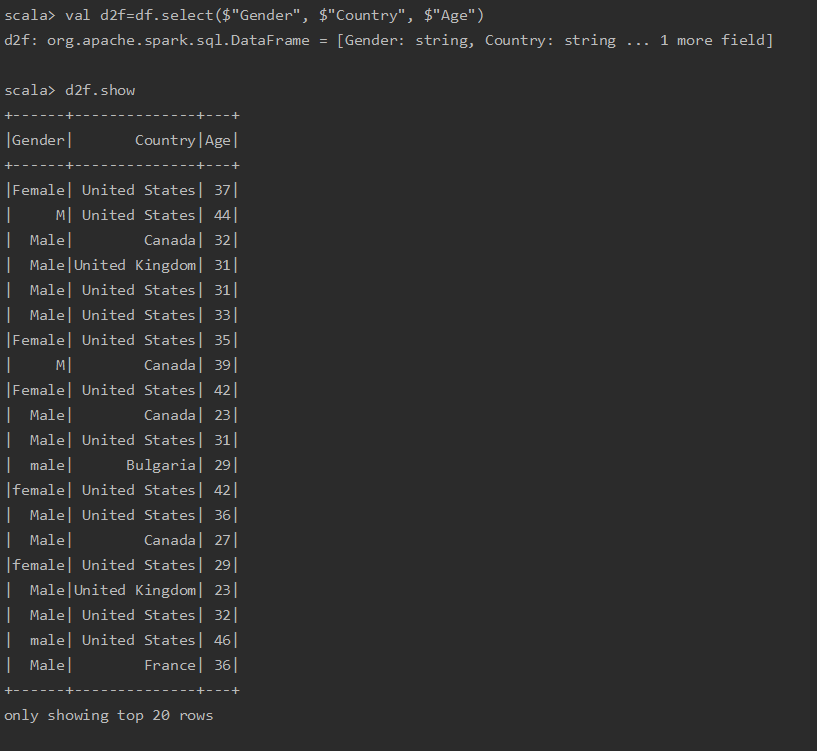 scala> val d2f=df.select($"Gender", $"Country", $"Age")
d2f: org.apache.spark.sql.DataFrame = [Gender: string, Country: string ... 1 more field]

scala> d2f.show
+------+--------------+---+
|Gender|       Country|Age|
+------+--------------+---+
|Female| United States| 37|
|     M| United States| 44|
|  Male|        Canada| 32|
|  Male|United Kingdom| 31|
|  Male| United States| 31|
|  Male| United States| 33|
|Female| United States| 35|
|     M|        Canada| 39|
|Female| United States| 42|
|  Male|        Canada| 23|
|  Male| United States| 31|
|  male|      Bulgaria| 29|
|female| United States| 42|
|  Male| United States| 36|
|  Male|        Canada| 27|
|female| United States| 29|
|  Male|United Kingdom| 23|
|  Male| United States| 32|
|  male| United States| 46|
|  Male|        France| 36|
+------+--------------+---+
only showing top 20 rows